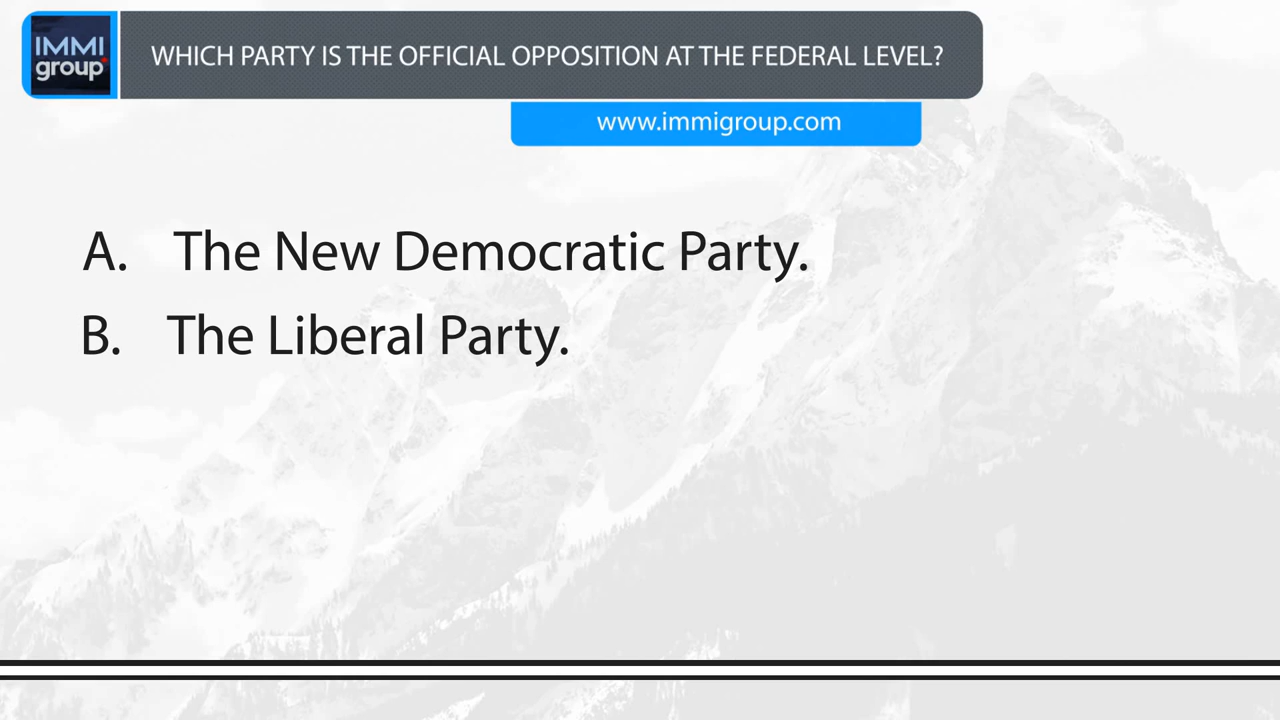 IMMI
group
WHICH PARTY IS THE OFFICIAL OPPOSITION AT THE FEDERAL LEVEL?
www.immigroup.com
A. The New Democratic Party.
B. The Liberal Party.